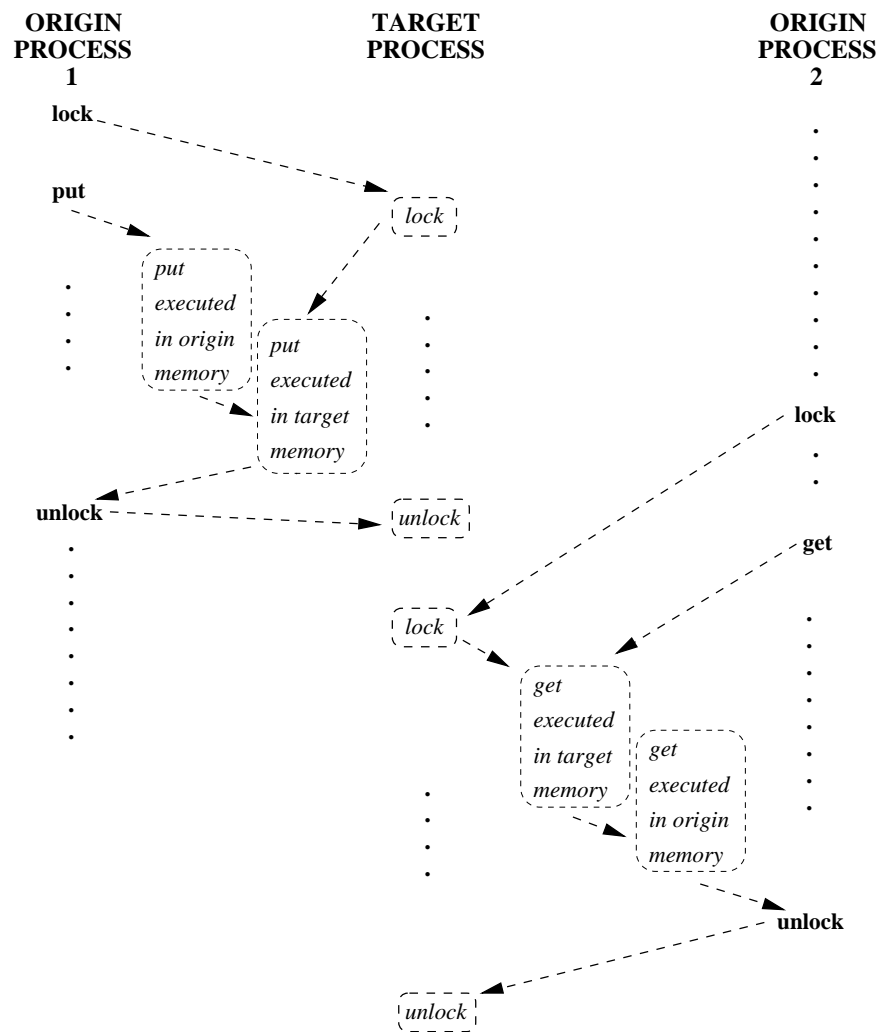 ORIGIN
PROCESS
1
TARGET
PROCESS
ORIGIN
PROCESS
2
lock
put
lock
put
executed
in origin
memory
put
executed
in target
memory
lock
unlock
unlock
get
lock
get
executed
in target
memory
get
executed
in origin
memory
unlock
unlock